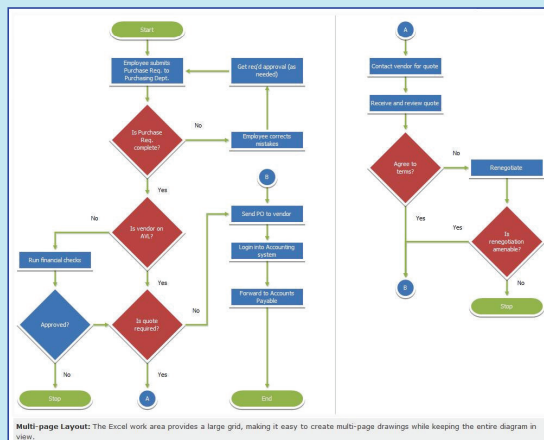 Start
Employee submits
Purchase Req. to
Purchasing Dept.
Get req'd approval (as
needed)
Is Purchase
Req.
complete?
No
Employee corrects
mistakes
Yes
B
Is vendor on
AVL?
No
Send PO to vendor
Run financial checks
Login into Accounting
system
Yes
Approved?
Is quote
required?
No
Forward to Accounts
Payable
No
Yes
Stop
A
End
A
Contact vendor for quote
Receive and review quote
Agree to
terms?
No
Renegotiate
Yes
Yes
Is
renegotiation
amenable?
B
No
Stop
Multi-page Layout: The Excel work area provides a large grid, making it easy to create multi-page drawings while keeping the entire diagram in
view.